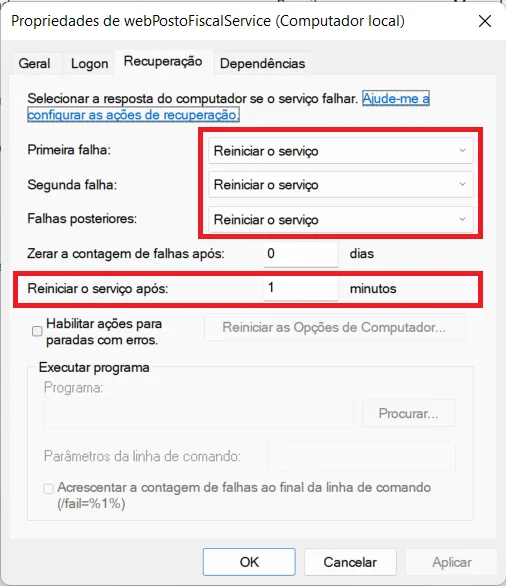 Propriedades de webPostoFiscalService (Computador local)
Geral Logon Recuperação Dependências
Selecionar a resposta do computador se o serviço falhar. Ajude-me a
configurar as ações de recuperação.
Primeira falha: Reiniciar o serviço
Segunda falha: Reiniciar o serviço
Falhas posteriores: Reiniciar o serviço
Zerar a contagem de falhas após: 0 dias
Reiniciar o serviço após: 1 minutos
Habilitar ações para
paradas com erros.
Reiniciar as Opções de Computador...
Executar programa
Programa:
Procurar...
Parâmetros da linha de comando:
Acrescentar a contagem de falhas ao final da linha de comando
(/fail=%1%)
OK Cancelar Aplicar